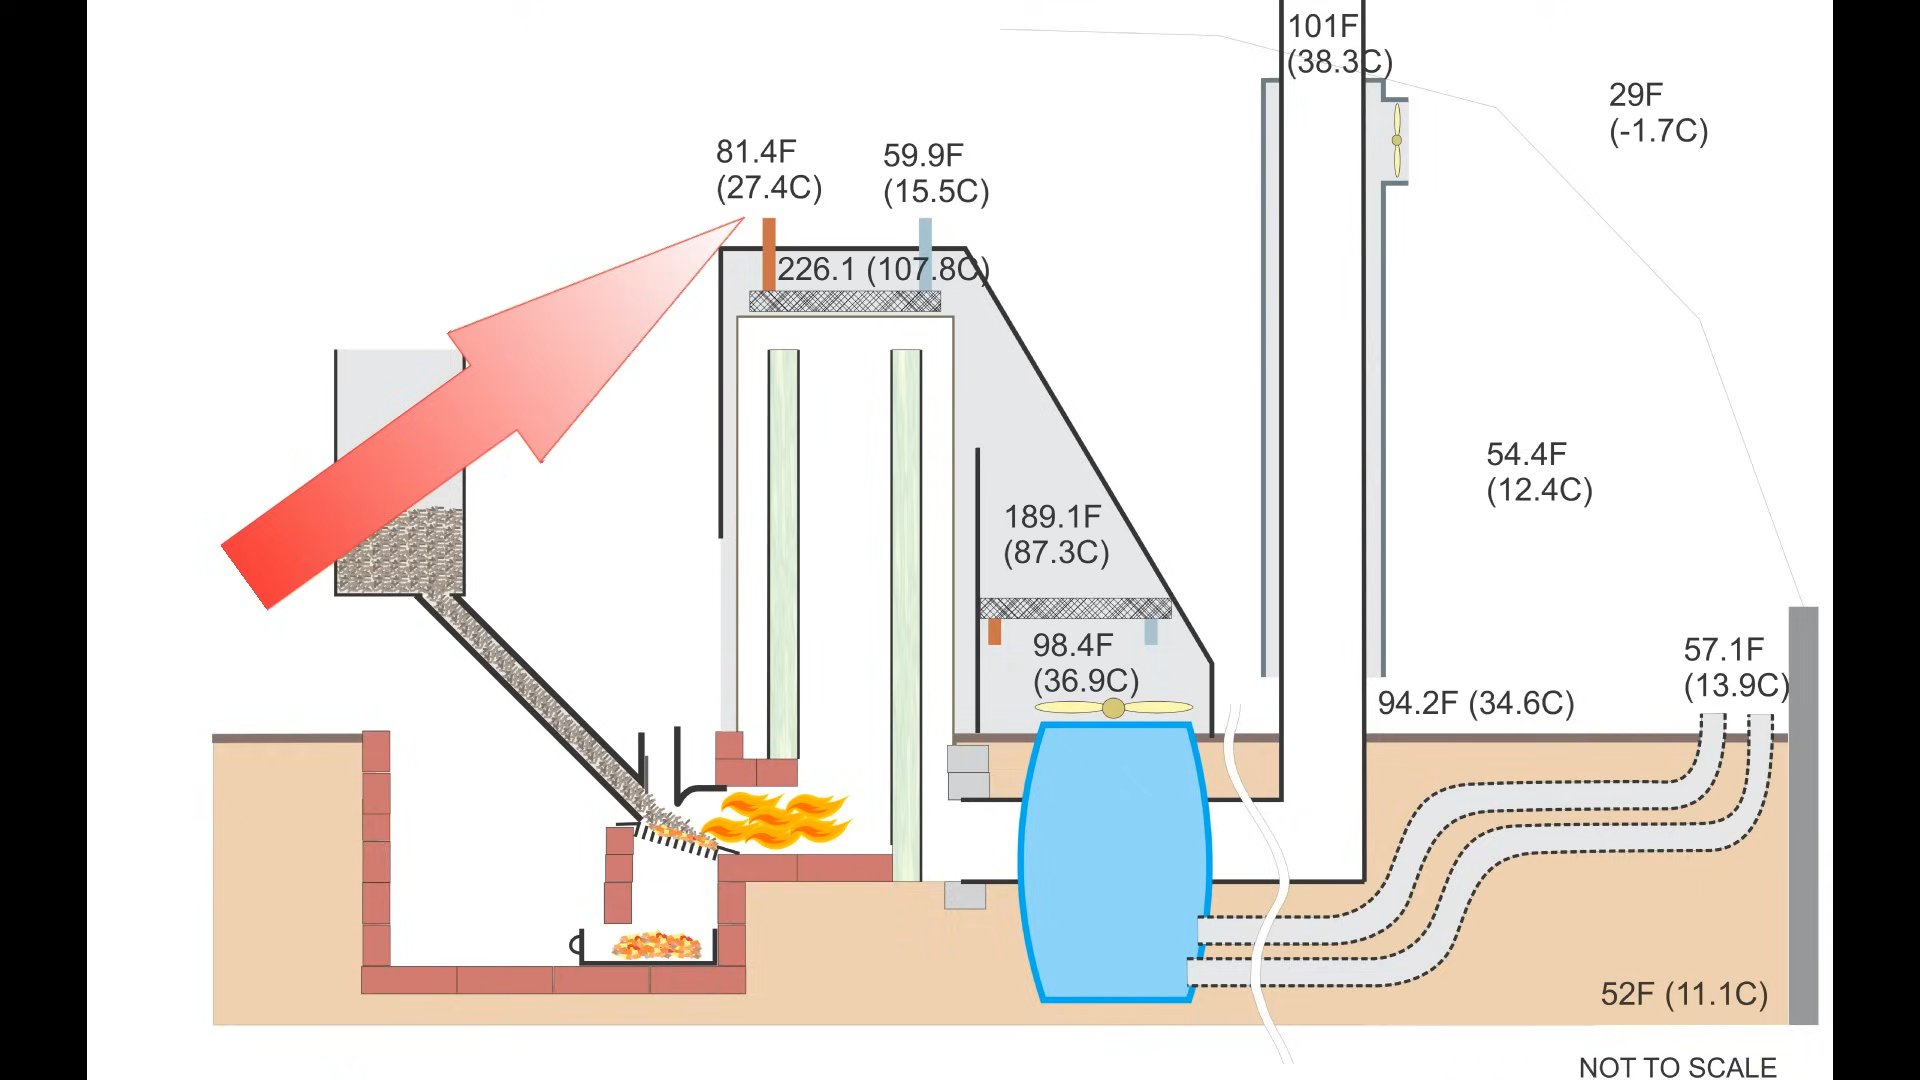 101F
(38.3C)
29F
(-1.7C)
81.4F
(27.4C)
59.9F
(15.5C)
226.1 (107.8C)
54.4F
(12.4C)
189.1F
(87.3C)
98.4F
(36.9C)
57.1F
(13.9C)
94.2F (34.6C)
52F (11.1C)
NOT TO SCALE